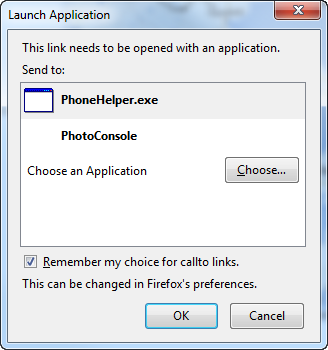 Launch Application
This link needs to be opened with an application.
Send to:
PhoneHelper.exe
PhotoConsole
Choose an Application
Choose...
Remember my choice for callto links.
This can be changed in Firefox's preferences.
OK
Cancel